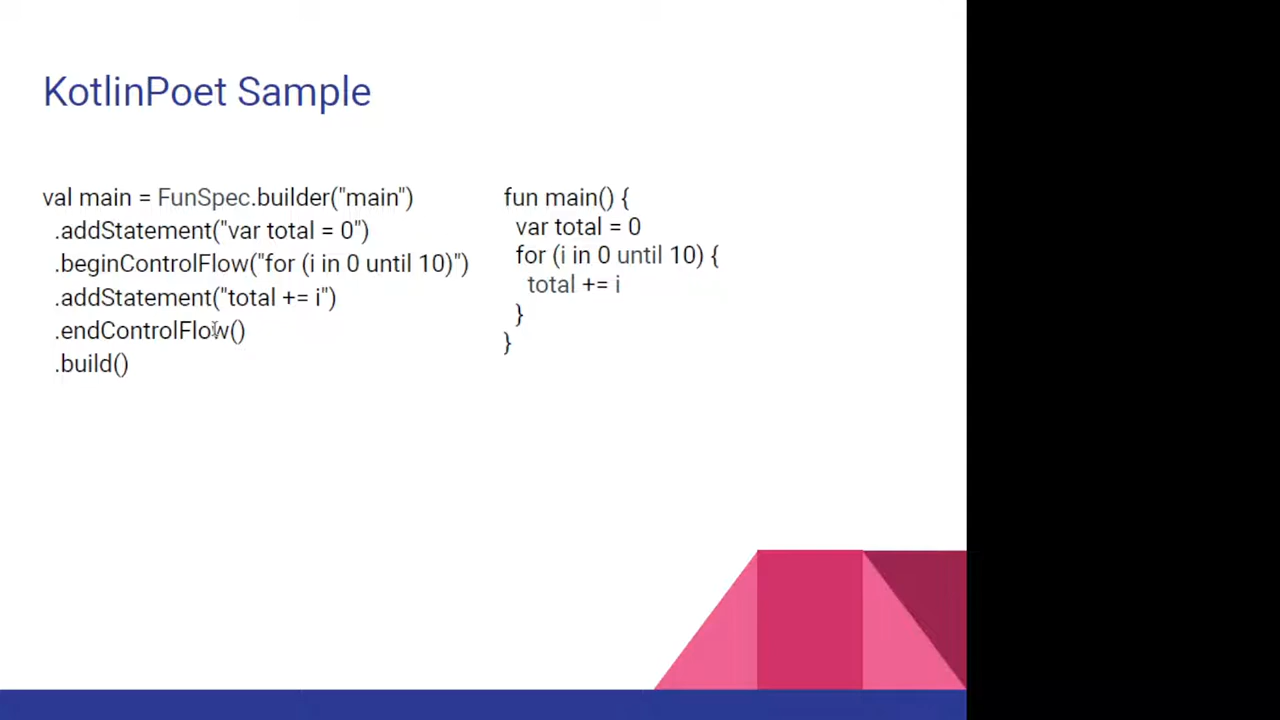 KotlinPoet Sample
val main = FunSpec.builder("main")
.addStatement("var total = 0")
.beginControlFlow("for (i in 0 until 10)")
.addStatement("total += i")
.endControlFlow()
.build()
fun main() {
var total = 0
for (i in 0 until 10) {
total += i
}
}